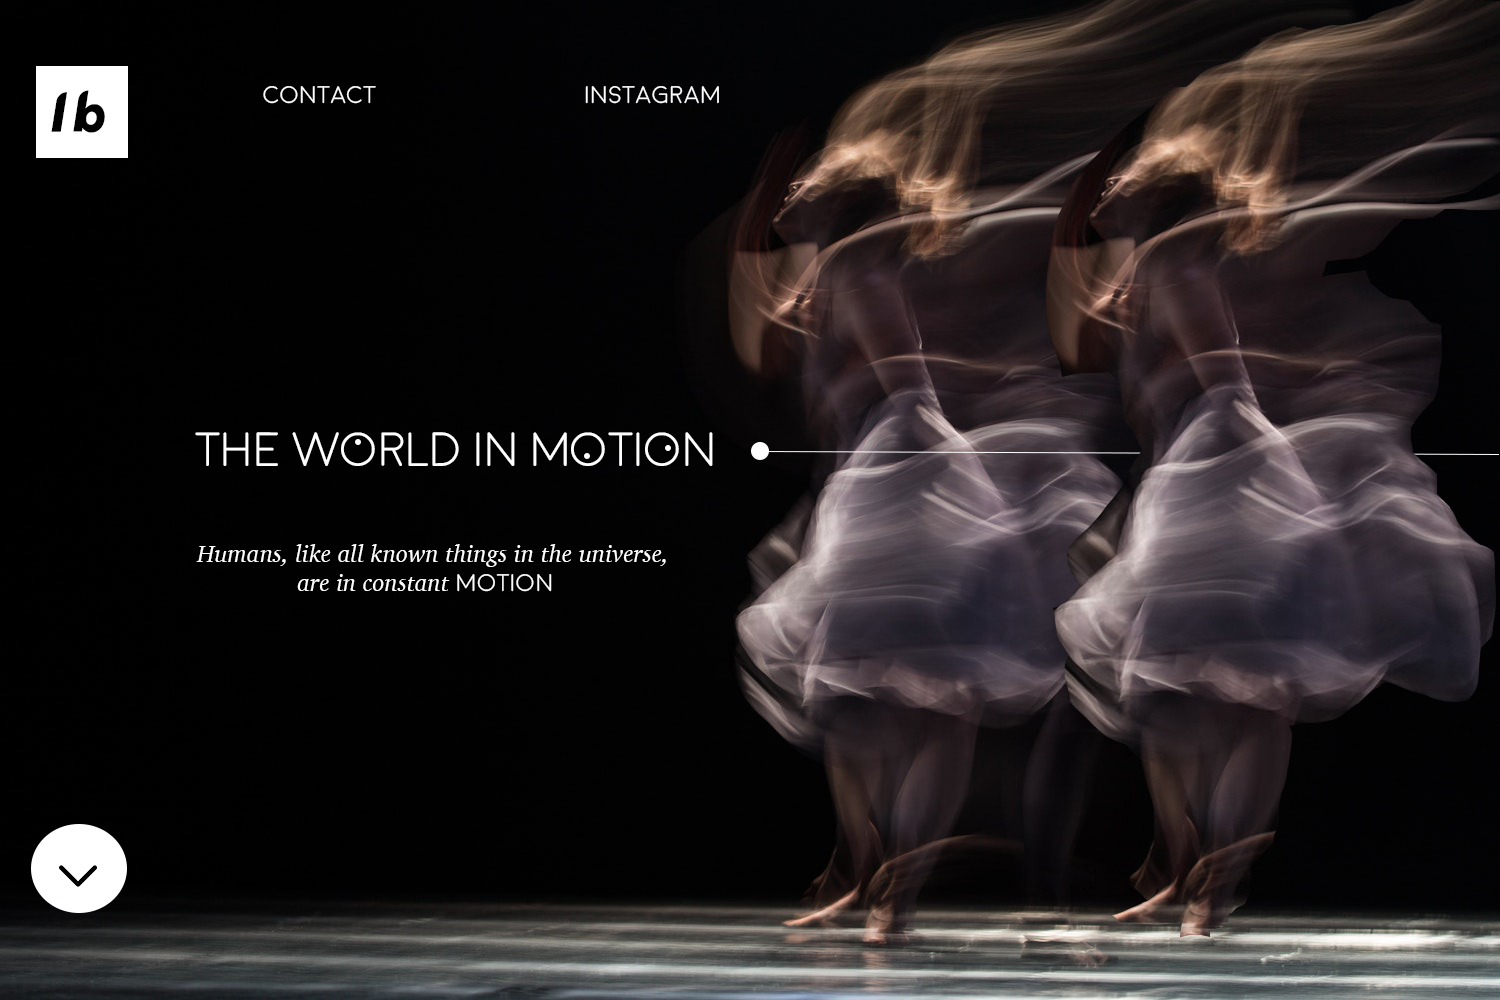 lb
CONTACT
INSTAGRAM
THE WORLD IN MOTION
Humans, like all known things in the universe,
are in constant MOTION